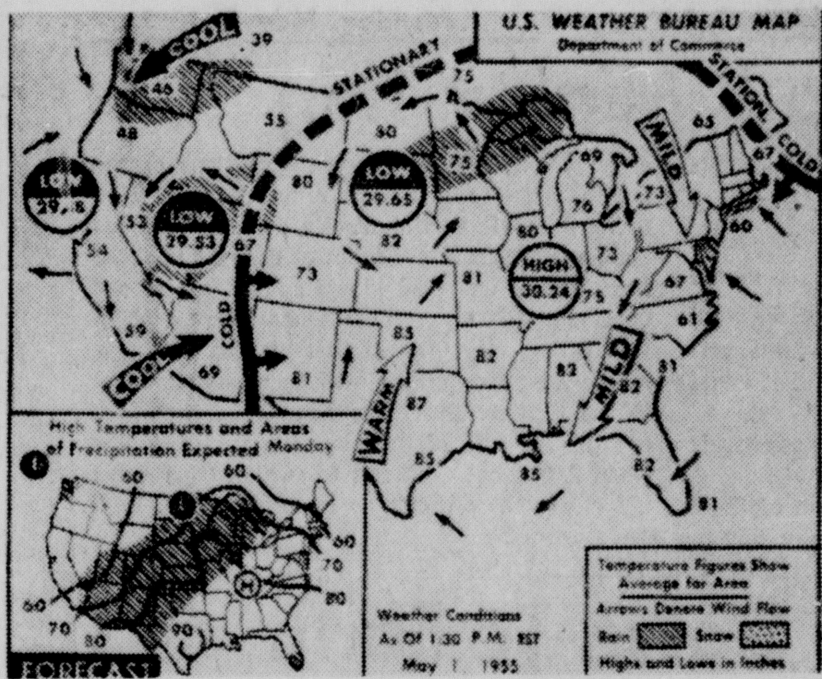 U.S. WEATHER BUREAU MAP
Department of Commerce
COOL
39
46
STATIONARY
75
STATION.
COLD
48
55
80
MILD
65
67
LOW
75
69
73
60
LOW
29.53
80
LOW
29.65
76
53
67
82
80
73
54
73
81
HIGH
30.24
75
67
61
59
COLD
COOL
69
81
85
82
82
MILD
82
81
WARM
87
85
85
82
81
High Temperatures and Areas
of Precipitation Expected Monday
60
60
60
70
80
60
70
80
90
H
FORECAST
Weather Conditions
As Of 1:30 P.M. EST
May 1, 1955
Temperature Figures Show
Average for Area
Arrows Denote Wind Flow
Rain
Snow
Highs and Lows in Inches